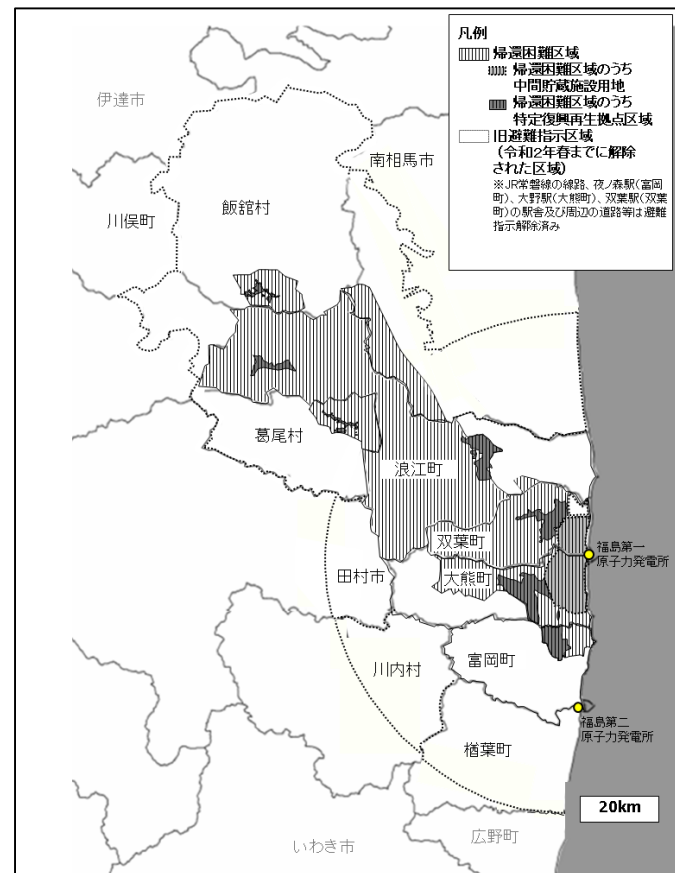 凡例
帰還困難区域
帰還困難区域のうち
中間貯蔵施設用地
帰還困難区域のうち
特定復興再生拠点区域
旧避難指示区域
(令和2年春までに解除
された区域)
※JR常磐線の線路、夜ノ森駅(富岡
町)、大野駅(大熊町)、双葉駅(双葉
町)の駅舎及び周辺の道路等は避難
指示解除済み
伊達市
南相馬市
飯舘村
川俣町
葛尾村
浪江町
双葉町
福島第一
原子力発電所
田村市
大熊町
川内村
富岡町
福島第二
原子力発電所
楢葉町
20km
広野町
いわき市